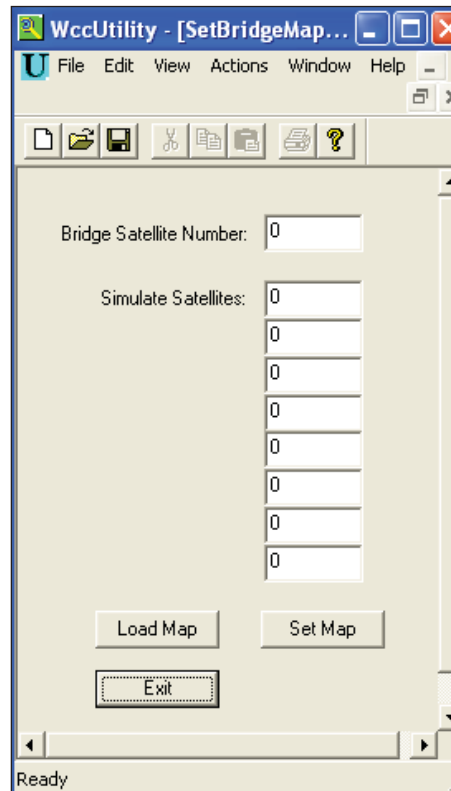 WccUtility - [SetBridgeMap...
U File Edit View Actions Window Help
Bridge Satellite Number: 0
Simulate Satellites: 0
0
0
0
0
0
0
0
Load Map Set Map
Exit
Ready